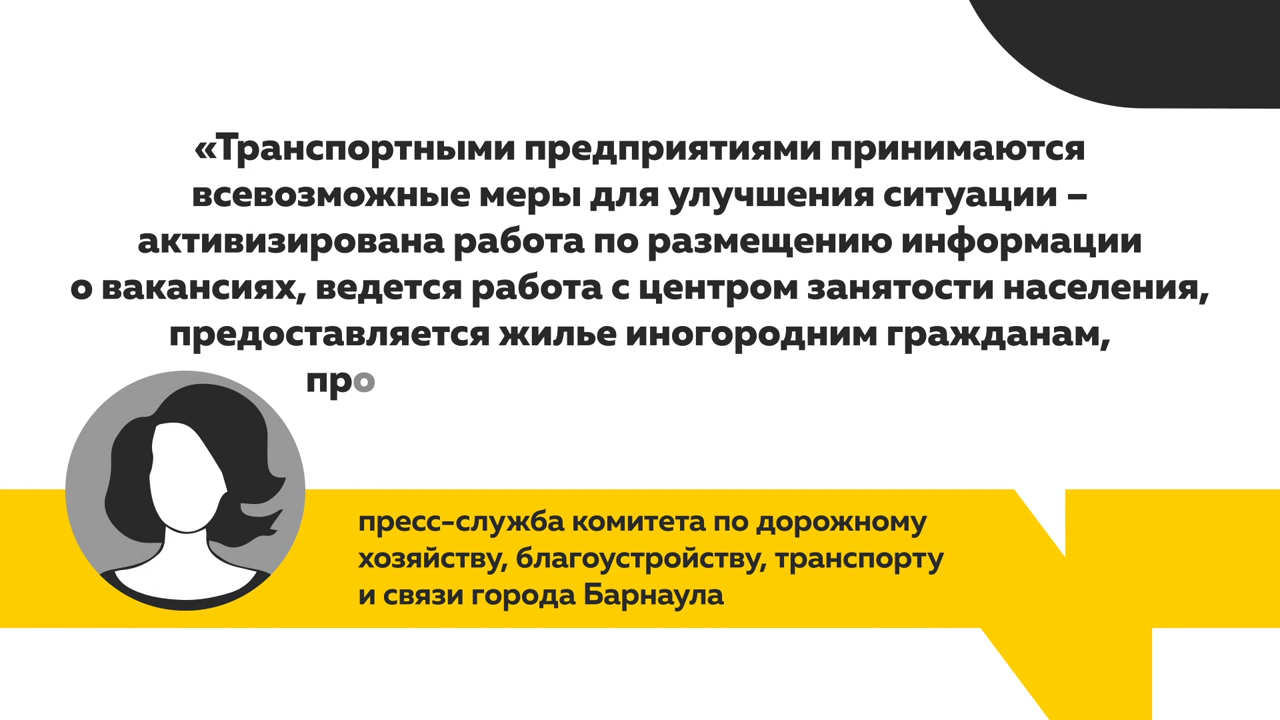 «Транспортными предприятиями принимаются
всевозможные меры для улучшения ситуации –
активизирована работа по размещению информации
о вакансиях, ведется работа с центром занятости населения,
предоставляется жилье иногородним гражданам,
про
пресс-служба комитета по дорожному
хозяйству, благоустройству, транспорту
и связи города Барнаула